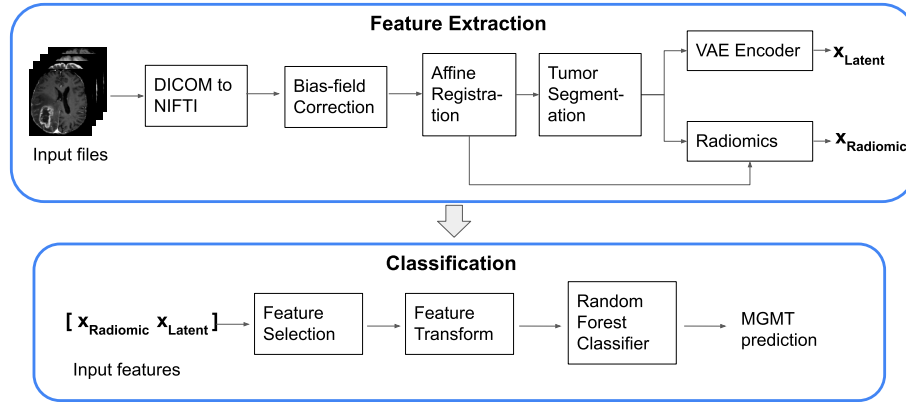 Feature Extraction
Input files
DICOM to
NIFTI
Bias-field
Correction
Affine
Registra-
tion
Tumor
Segment-
ation
VAE Encoder
xLatent
Radiomics
xRadiomic
Classification
[ xRadiomic xLatent ]
Input features
Feature
Selection
Feature
Transform
Random
Forest
Classifier
MGMT
prediction